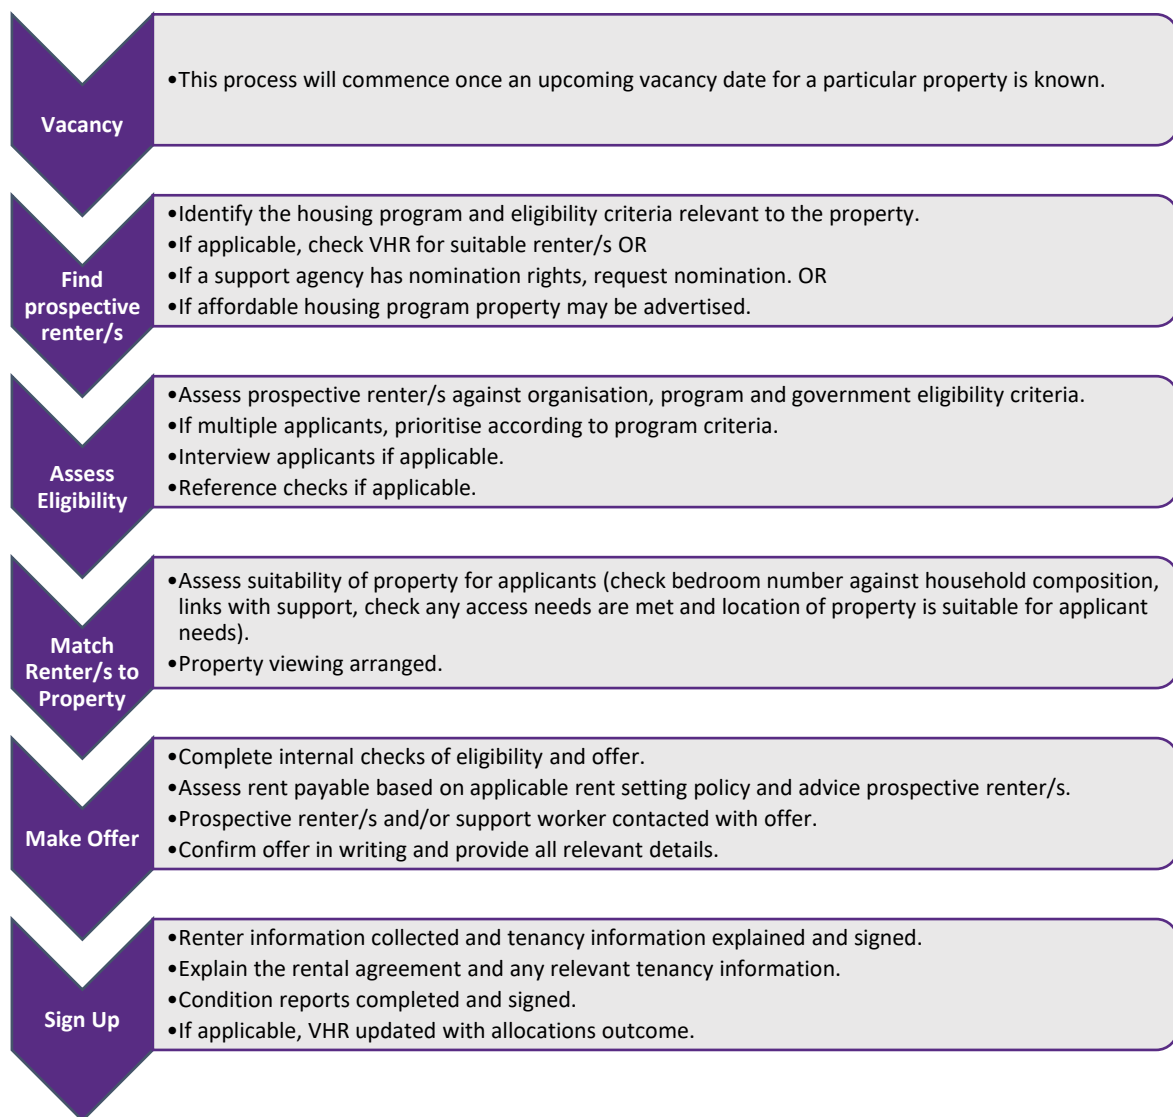 Vacancy
•This process will commence once an upcoming vacancy date for a particular property is known.
Find
prospective
renter/s
•Identify the housing program and eligibility criteria relevant to the property.
•If applicable, check VHR for suitable renter/s OR
•If a support agency has nomination rights, request nomination. OR
•If affordable housing program property may be advertised.
Assess
Eligibility
•Assess prospective renter/s against organisation, program and government eligibility criteria.
•If multiple applicants, prioritise according to program criteria.
•Interview applicants if applicable.
•Reference checks if applicable.
Match
Renter/s to
Property
•Assess suitability of property for applicants (check bedroom number against household composition,
links with support, check any access needs are met and location of property is suitable for applicant
needs).
•Property viewing arranged.
Make Offer
•Complete internal checks of eligibility and offer.
•Assess rent payable based on applicable rent setting policy and advice prospective renter/s.
•Prospective renter/s and/or support worker contacted with offer.
•Confirm offer in writing and provide all relevant details.
Sign Up
•Renter information collected and tenancy information explained and signed.
•Explain the rental agreement and any relevant tenancy information.
•Condition reports completed and signed.
•If applicable, VHR updated with allocations outcome.